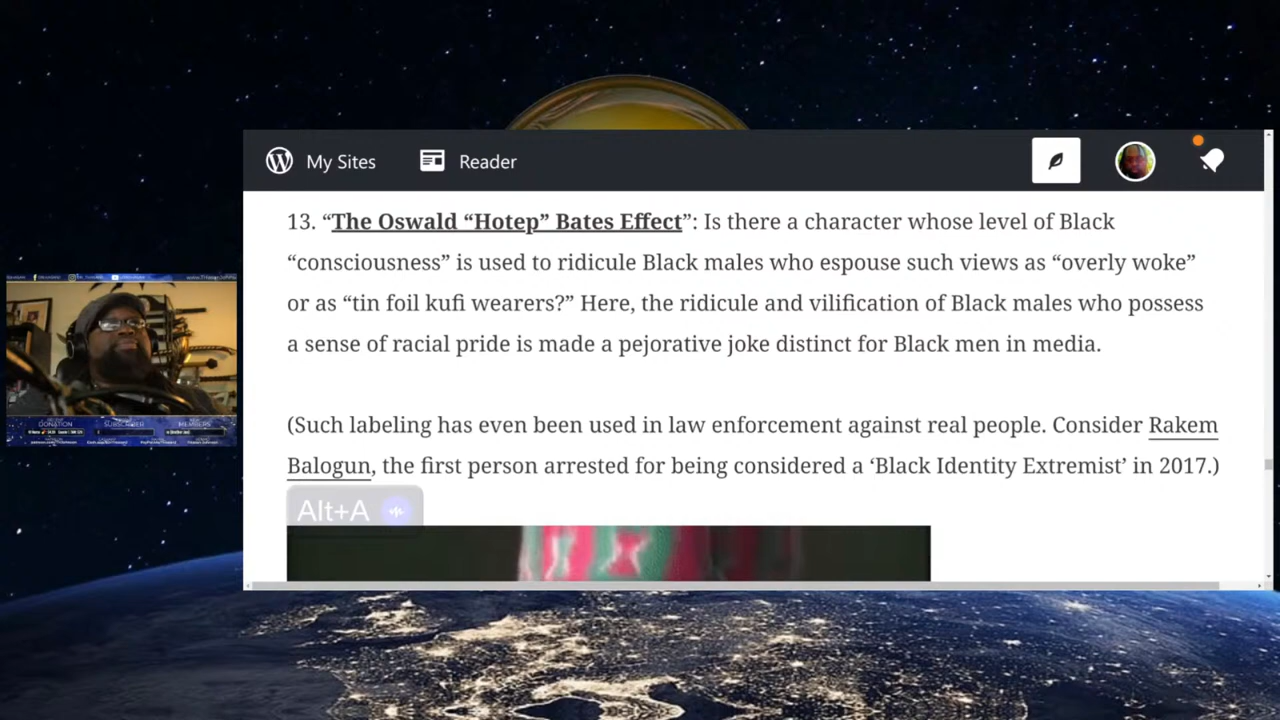 My Sites
Reader
13. “The Oswald “Hotep” Bates Effect”: Is there a character whose level of Black
“consciousness” is used to ridicule Black males who espouse such views as “overly woke”
or as “tin foil kufi wearers?” Here, the ridicule and vilification of Black males who possess
a sense of racial pride is made a pejorative joke distinct for Black men in media.
(Such labeling has even been used in law enforcement against real people. Consider Rakem
Balogun, the first person arrested for being considered a ‘Black Identity Extremist’ in 2017.)
Alt+A
DONATION
SUBSCRIBER
MEMBERS